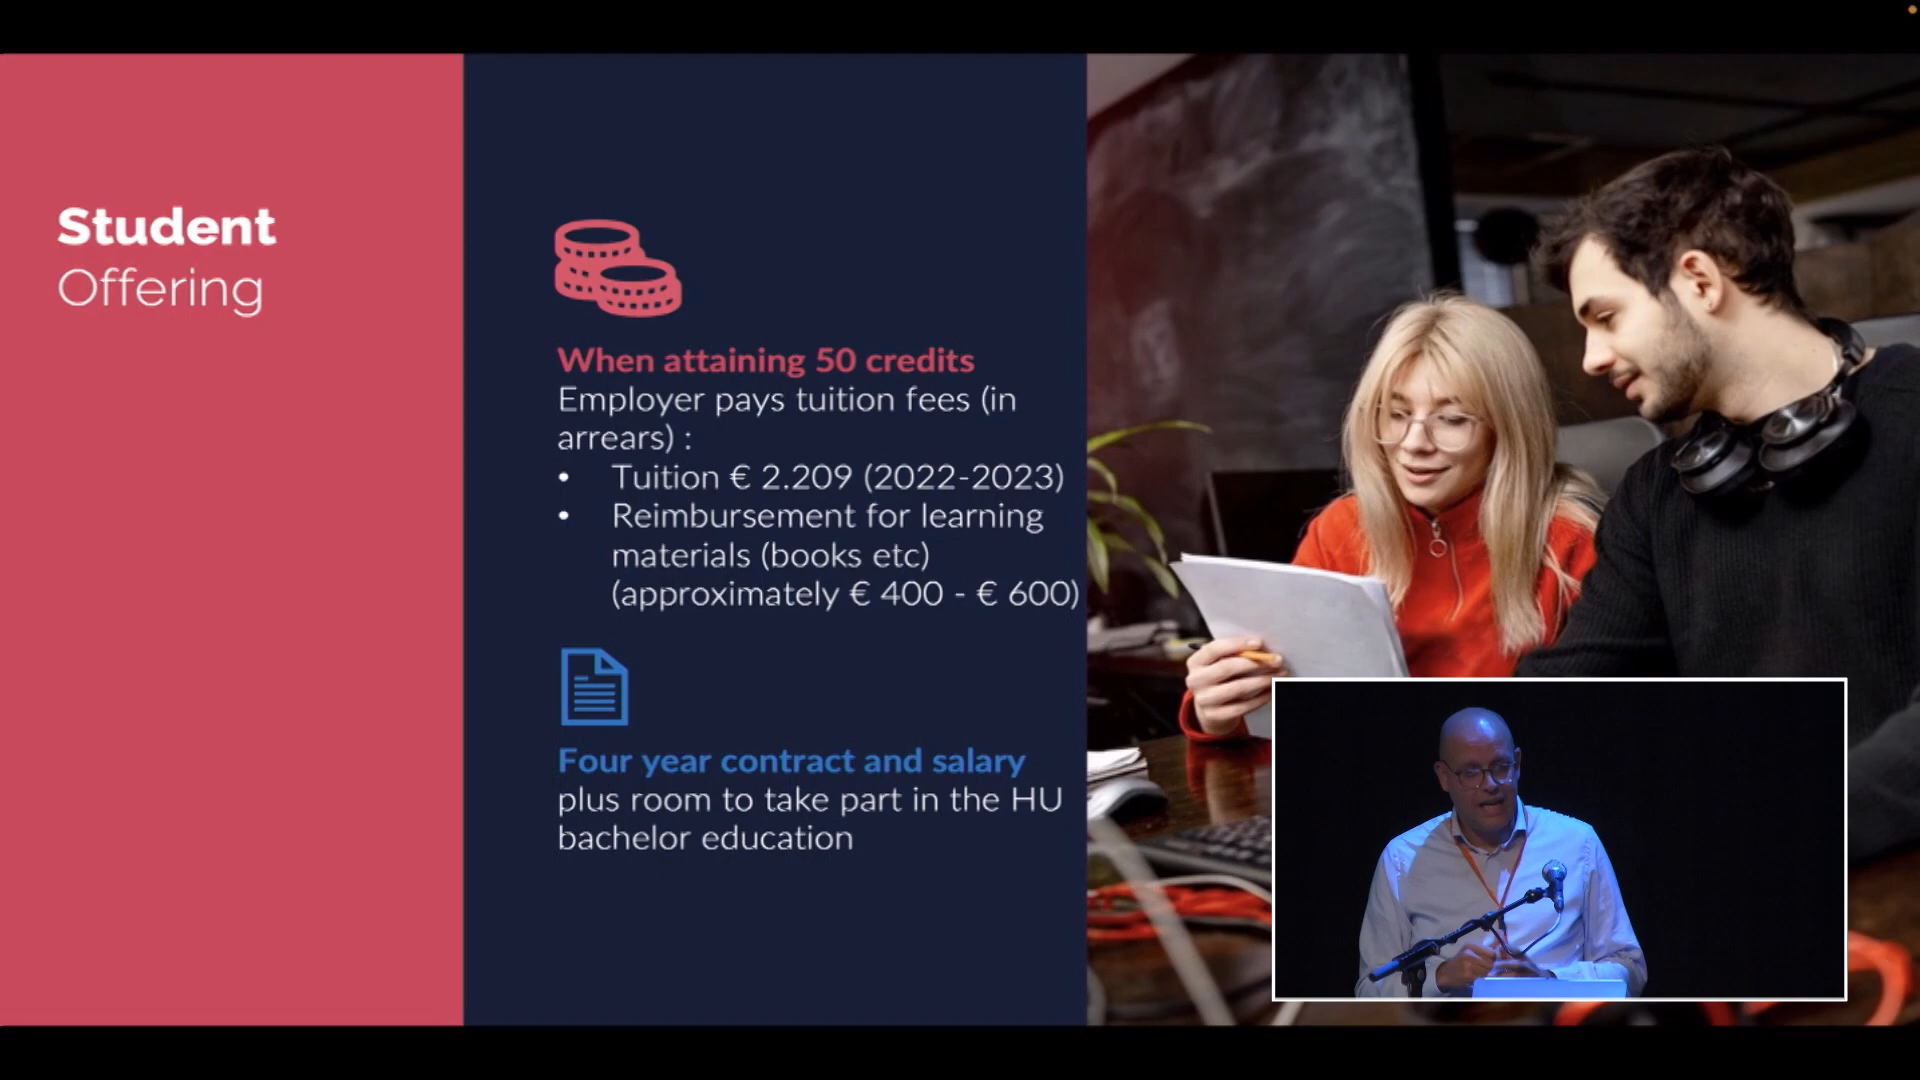 Student
Offering
When attaining 50 credits
Employer pays tuition fees (in
arrears) :
• Tuition € 2.209 (2022-2023)
• Reimbursement for learning
materials (books etc)
(approximately € 400 - € 600)
Four year contract and salary
plus room to take part in the HU
bachelor education